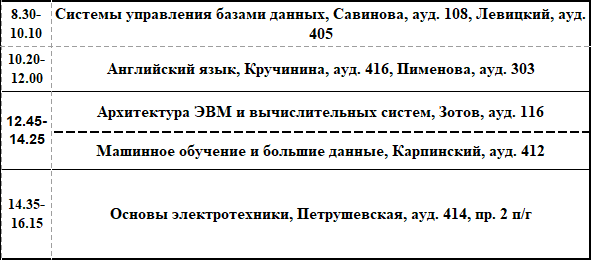 8.30-
10.10
Системы управления базами данных, Савинова, ауд. 108, Левицкий, ауд.
405
10.20-
12.00
Английский язык, Кручинина, ауд. 416, Пименова, ауд. 303
12.45-
14.25
Архитектура ЭВМ и вычислительных систем, Зотов, ауд. 116
Машинное обучение и большие данные, Карпинский, ауд. 412
14.35-
16.15
Основы электротехники, Петрушевская, ауд. 414, пр. 2 п/г